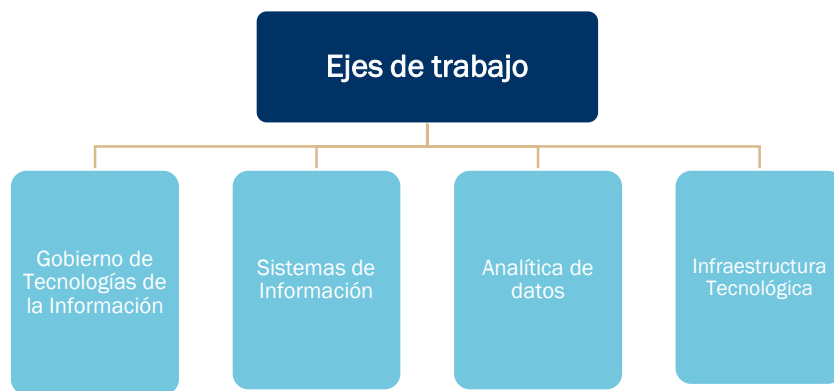 Ejes de trabajo
Gobierno de
Tecnologías de
la Información
Sistemas de
Información
Analítica de
datos
Infraestructura
Tecnológica